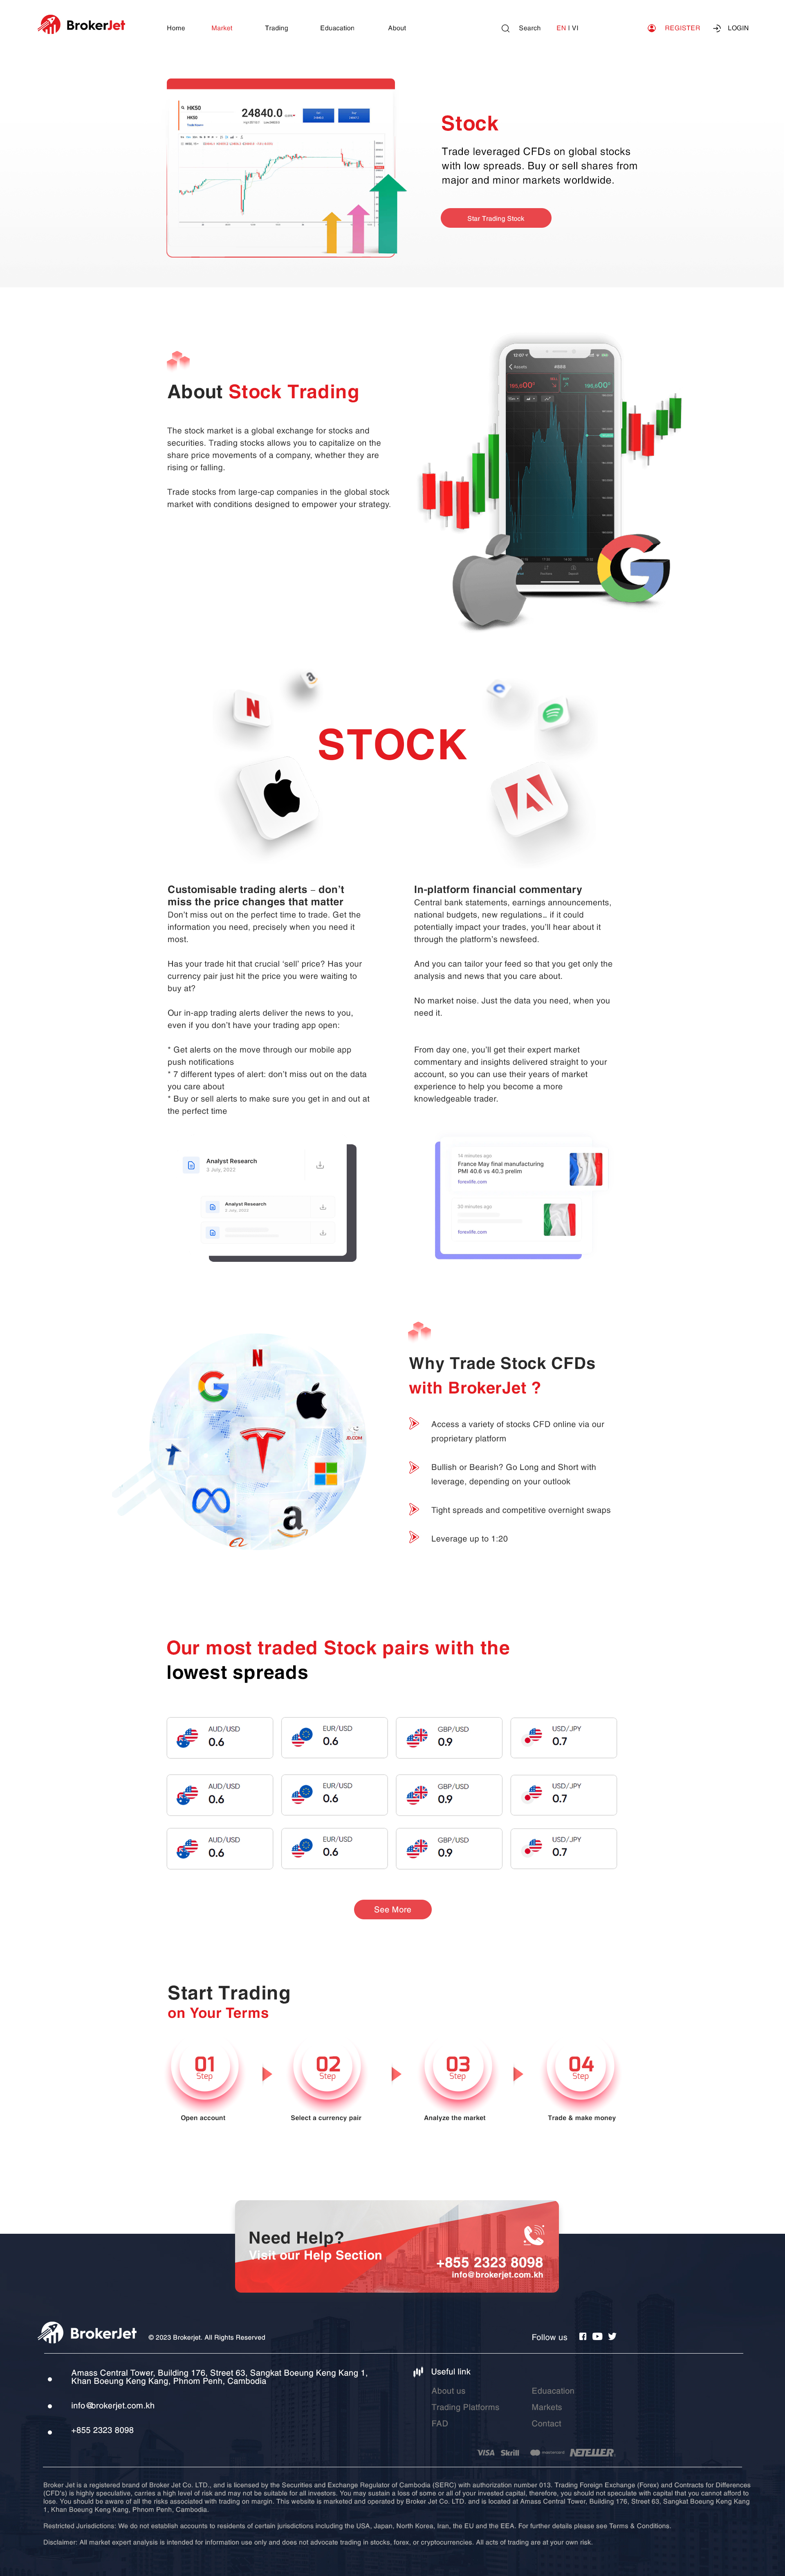 BrokerJet
Home
Market
Trading
Eduacation
About
Search
EN | VI
REGISTER
LOGIN
HK50
HK50
24840.0
Stock
Trade leveraged CFDs on global stocks
with low spreads. Buy or sell shares from
major and minor markets worldwide.
Star Trading Stock
About Stock Trading
The stock market is a global exchange for stocks and
securities. Trading stocks allows you to capitalize on the
share price movements of a company, whether they are
rising or falling.
Trade stocks from large-cap companies in the global stock
market with conditions designed to empower your strategy.
12:07
Assets
STOCK
Customisable trading alerts – don't
miss the price changes that matter
Don't miss out on the perfect time to trade. Get the
information you need, precisely when you need it
most.
Has your trade hit that crucial 'sell' price? Has your
currency pair just hit the price you were waiting to
buy at?
Our in-app trading alerts deliver the news to you,
even if you don't have your trading app open:
* Get alerts on the move through our mobile app
push notifications
* 7 different types of alert: don't miss out on the data
you care about
* Buy or sell alerts to make sure you get in and out at
the perfect time
In-platform financial commentary
Central bank statements, earnings announcements,
national budgets, new regulations… if it could
potentially impact your trades, you'll hear about it
through the platform's newsfeed.
And you can tailor your feed so that you get only the
analysis and news that you care about.
No market noise. Just the data you need, when you
need it.
From day one, you'll get their expert market
commentary and insights delivered straight to your
account, so you can use their years of market
experience to help you become a more
knowledgeable trader.
Analyst Research
3 July, 2022
Analyst Research
14 minutes ago
France May final manufacturing
PMI 40.6 vs 40.3 prelim
forexlife.com
20 minutes ago
forexlife.com
JD.COM
Why Trade Stock CFDs
with BrokerJet ?
Access a variety of stocks CFD online via our
proprietary platform
Bullish or Bearish? Go Long and Short with
leverage, depending on your outlook
Tight spreads and competitive overnight swaps
Leverage up to 1:20
Our most traded Stock pairs with the
lowest spreads
AUD/USD
0.6
EUR/USD
0.6
GBP/USD
0.9
USD/JPY
0.7
AUD/USD
0.6
EUR/USD
0.6
GBP/USD
0.9
USD/JPY
0.7
AUD/USD
0.6
EUR/USD
0.6
GBP/USD
0.9
USD/JPY
0.7
See More
Start Trading
on Your Terms
01
Step
02
Step
03
Step
04
Step
Open account
Select a currency pair
Analyze the market
Trade & make money
Need Help?
Visit our Help Section
+855 2323 8098
info@brokerjet.com.kh
BrokerJet
© 2023 Brokerjet. All Rights Reserved
Follow us
Amass Central Tower, Building 176, Street 63, Sangkat Boeung Keng Kang 1,
Khan Boeung Keng Kang, Phnom Penh, Cambodia
info@brokerjet.com.kh
+855 2323 8098
Useful link
About us
Eduacation
Trading Platforms
Markets
FAD
Contact
VISA
Skrill
NETELLER
Broker Jet is a registered brand of Broker Jet Co. LTD., and is licensed by the Securities and Exchange Regulator of Cambodia (SERC) with authorization number 013. Trading Foreign Exchange (Forex) and Contracts for Differences
(CFD's) is highly speculative, carries a high level of risk and may not be suitable for all investors. You may sustain a loss of some or all of your invested capital, therefore, you should not speculate with capital that you cannot afford to
lose. You should be aware of all the risks associated with trading on margin. This website is marketed and operated by Broker Jet Co. LTD. and is located at Amass Central Tower, Building 176, Street 63, Sangkat Boeung Keng Kang
1, Khan Boeung Keng Kang, Phnom Penh, Cambodia.
Restricted Jurisdictions: We do not establish accounts to residents of certain jurisdictions including the USA, Japan, North Korea, Iran, the EU and the EEA. For further details please see Terms & Conditions.
Disclaimer: All market expert analysis is intended for information use only and does not advocate trading in stocks, forex, or cryptocurrencies. All acts of trading are at your own risk.